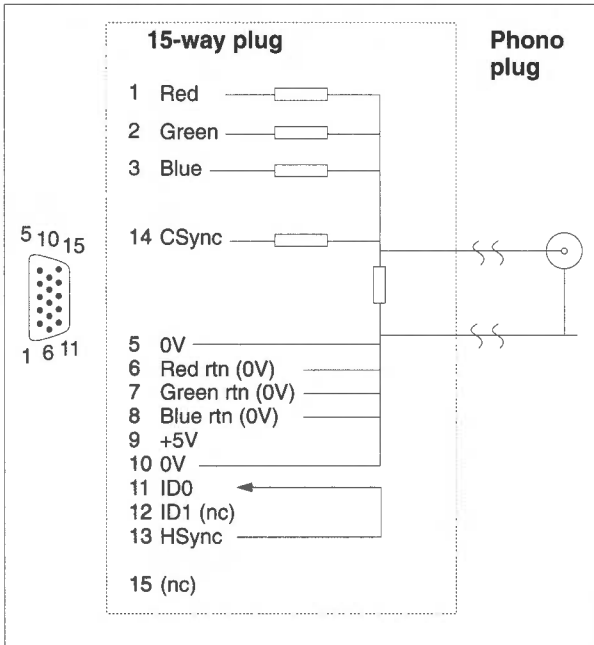 15-way plug
Phono
plug
1 Red
2 Green
3 Blue
14 CSync
5 10 15
1 6 11
5 0V
6 Red rtn (0V)
7 Green rtn (0V)
8 Blue rtn (0V)
9 +5V
10 0V
11 ID0
12 ID1 (nc)
13 HSync
15 (nc)